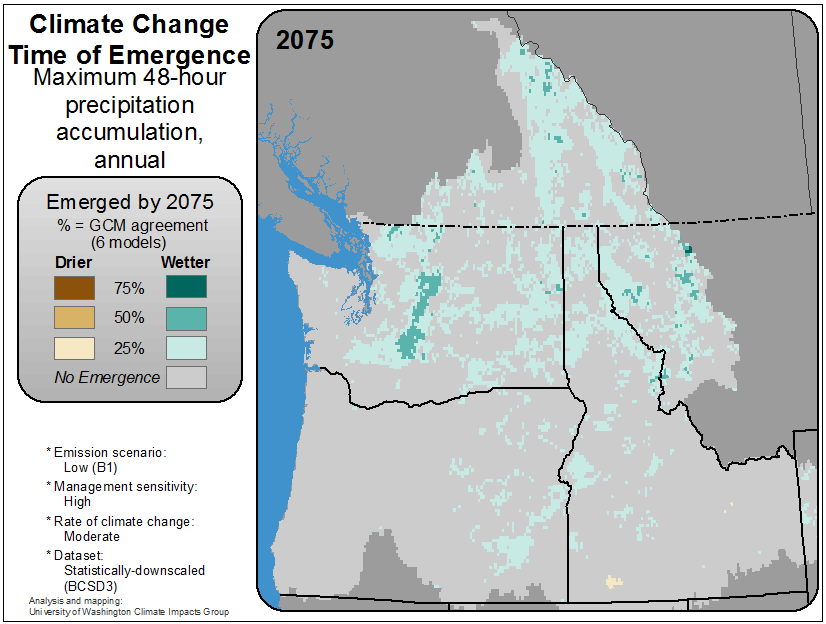 Climate Change
Time of Emergence
Maximum 48-hour
precipitation
accumulation,
annual
2075
Emerged by 2075
% = GCM agreement
(6 models)
Drier Wetter
75%
50%
25%
No Emergence
* Emission scenario:
Low (B1)
* Management sensitivity:
High
* Rate of climate change:
Moderate
* Dataset:
Statistically-downscaled
(BCSD3)
Analysis and mapping:
University of Washington Climate Impacts Group